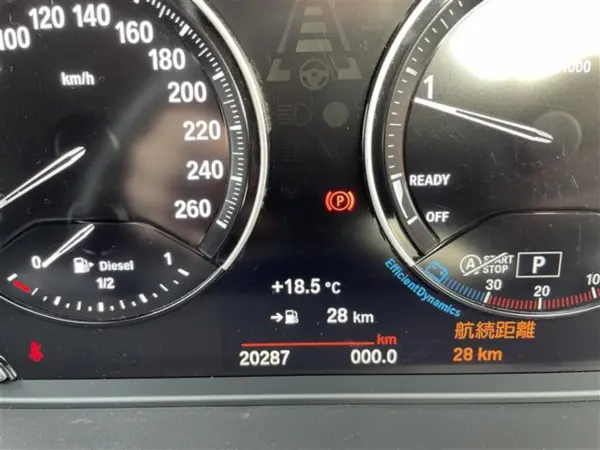 100 120 140 160 180 200 220 240 260
km/h
0 Diesel 1
1/2
P
+18.5 °C
28 km
km
20287 000.0
1
READY
OFF
A START STOP P
EfficientDynamics
30 20 10
航続距離
28 km